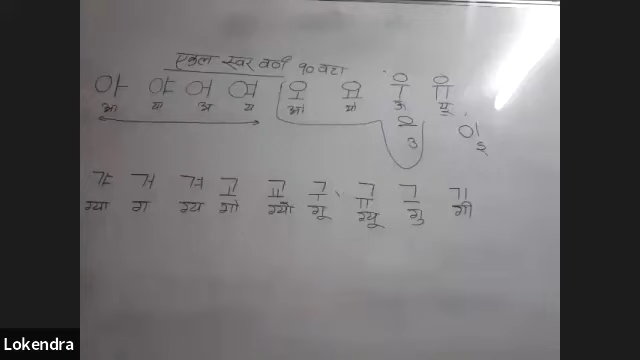 एकल स्वर वर्ण १० वटा
아 야 어 여 오 요 우 유
आ या अ य ओ यो ऊ यू
으 이
उ इ
갸 거 겨 고 교 구 규 그 기
ग्या ग ग्य गो ग्यो गू ग्यू गु गी
Lokendra